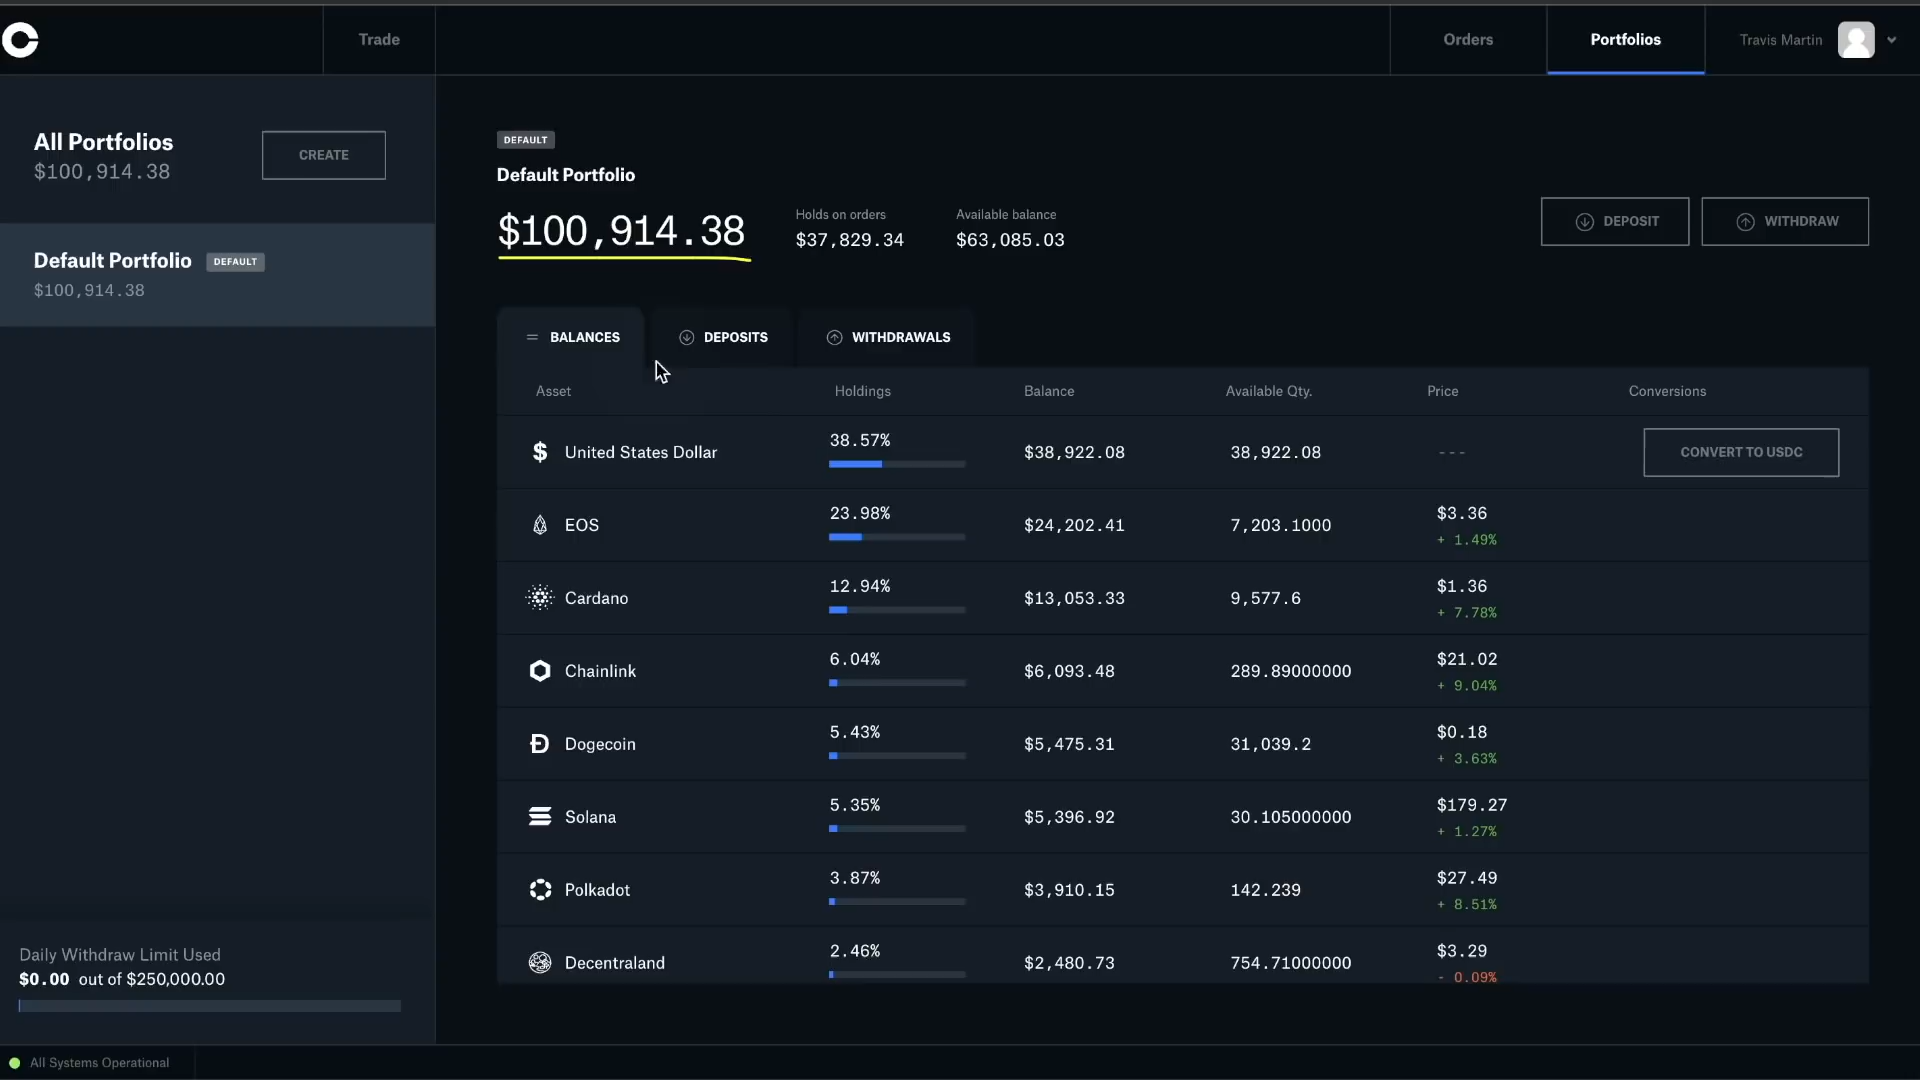 Trade
Orders
Portfolios
Travis Martin
All Portfolios
$100,914.38
CREATE
Default Portfolio DEFAULT
$100,914.38
DEFAULT
Default Portfolio
$100,914.38
Holds on orders
$37,829.34
Available balance
$63,085.03
DEPOSIT
WITHDRAW
BALANCES DEPOSITS WITHDRAWALS
Asset Holdings Balance Available Qty. Price Conversions
United States Dollar 38.57% $38,922.08 38,922.08 --- CONVERT TO USDC
EOS 23.98% $24,202.41 7,203.1000 $3.36
+ 1.49%
Cardano 12.94% $13,053.33 9,577.6 $1.36
+ 7.78%
Chainlink 6.04% $6,093.48 289.89000000 $21.02
+ 9.04%
Dogecoin 5.43% $5,475.31 31,039.2 $0.18
+ 3.63%
Solana 5.35% $5,396.92 30.105000000 $179.27
+ 1.27%
Polkadot 3.87% $3,910.15 142.239 $27.49
+ 8.51%
Decentraland 2.46% $2,480.73 754.71000000 $3.29
- 0.09%
Daily Withdraw Limit Used
$0.00 out of $250,000.00
All Systems Operational